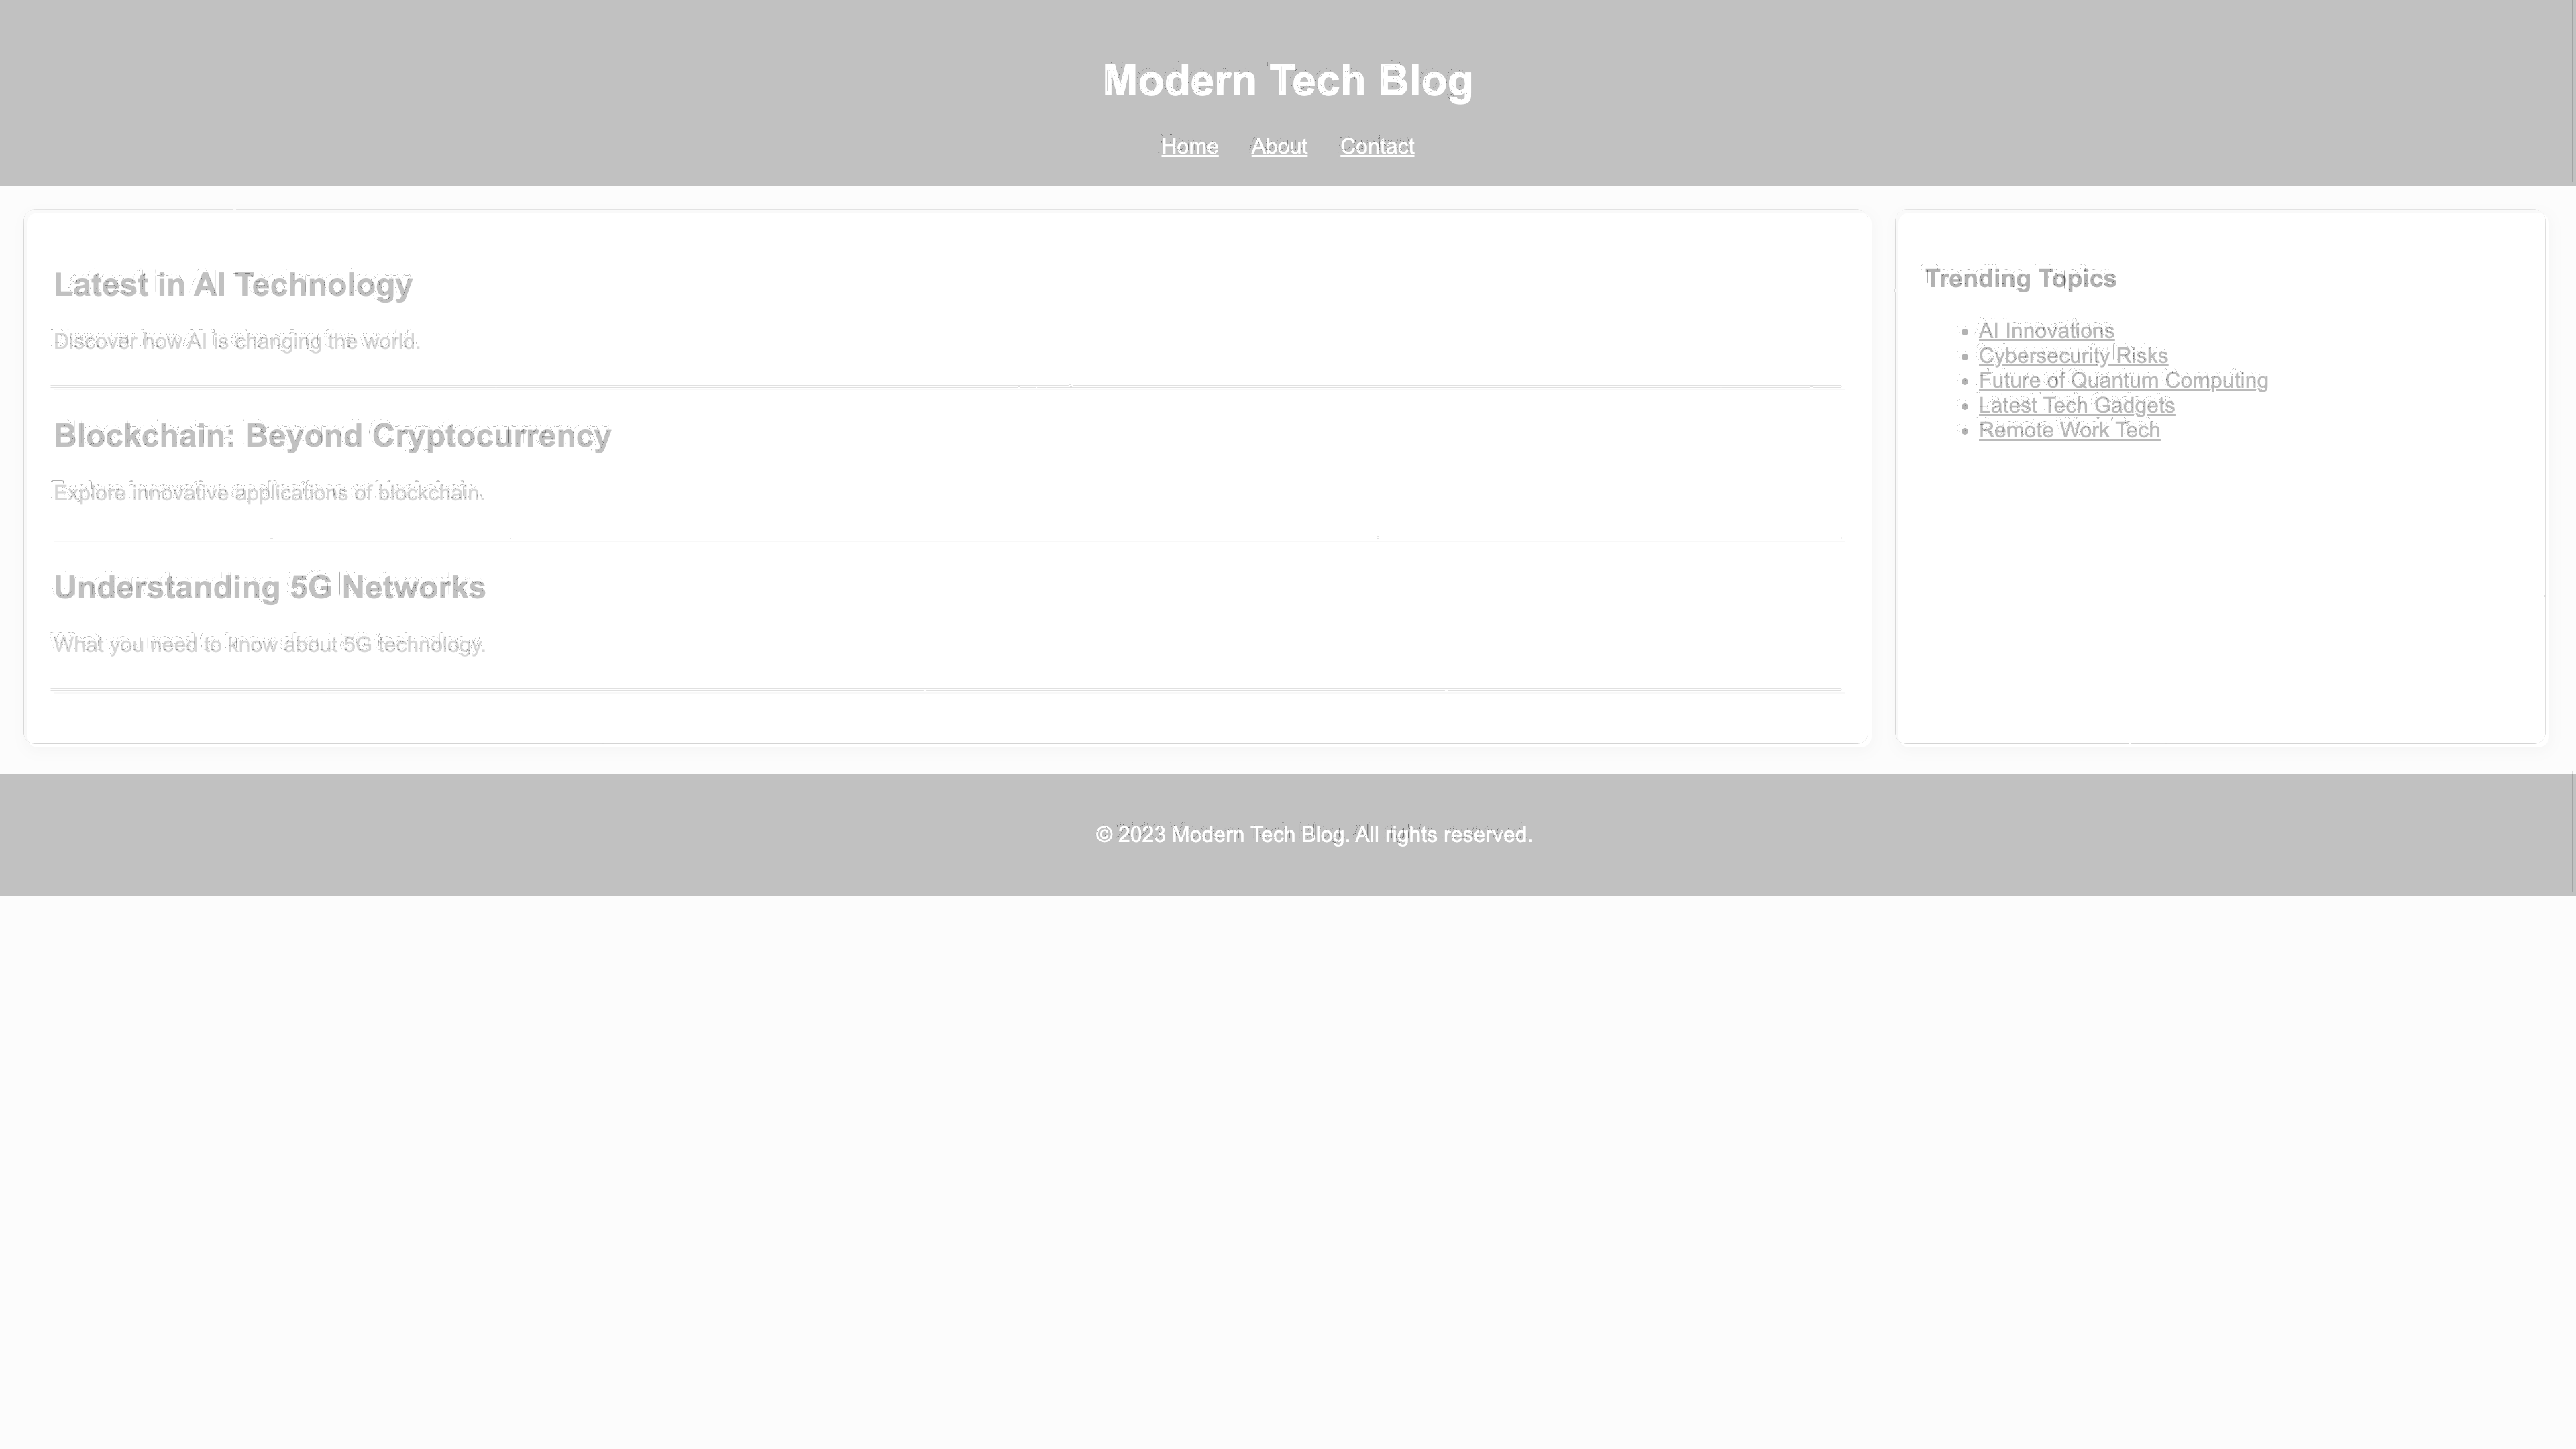 Modern Tech Blog
Home About Contact
Latest in AI Technology
Discover how AI is changing the world.
Blockchain: Beyond Cryptocurrency
Explore innovative applications of blockchain.
Understanding 5G Networks
What you need to know about 5G technology.
Trending Topics
AI Innovations
Cybersecurity Risks
Future of Quantum Computing
Latest Tech Gadgets
Remote Work Tech
© 2023 Modern Tech Blog. All rights reserved.